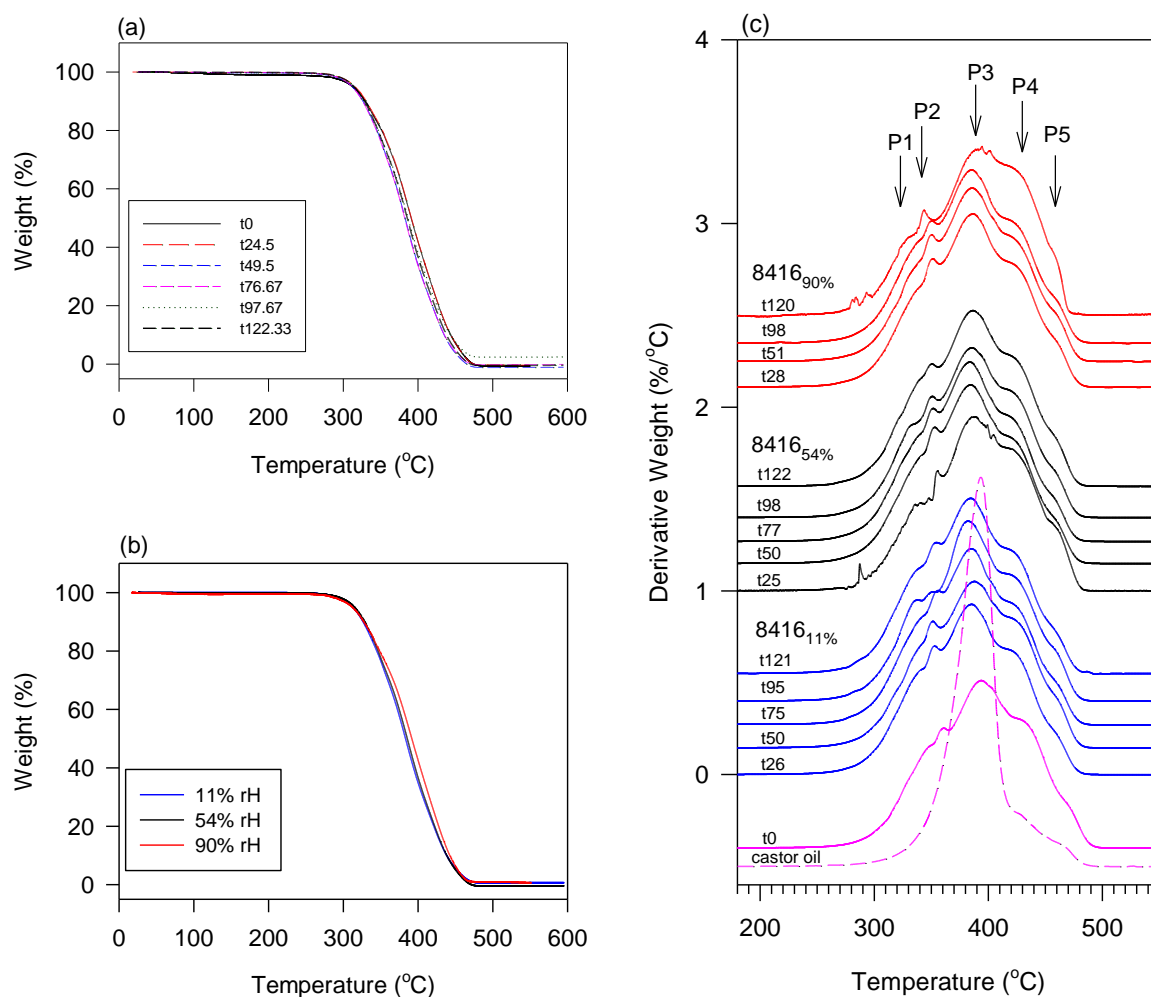 (a)
100
80
60
40
20
0
Weight (%)
t0
t24.5
t49.5
t76.67
t97.67
t122.33
0 100 200 300 400 500 600
Temperature (°C)
(b)
100
80
60
40
20
0
Weight (%)
11% rH
54% rH
90% rH
0 100 200 300 400 500 600
Temperature (°C)
(c)
4
3
2
1
0
Derivative Weight (%/°C)
P1
P2
P3
P4
P5
8416₉₀%
t120
t98
t51
t28
8416₅₄%
t122
t98
t77
t50
t25
8416₁₁%
t121
t95
t75
t50
t26
t0
castor oil
200 300 400 500
Temperature (°C)